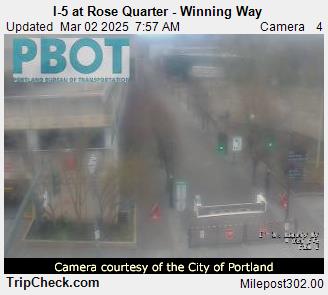 I-5 at Rose Quarter - Winning Way
Updated Mar 02 2025 7:57 AM Camera 4
PBOT
PORTLAND BUREAU OF TRANSPORTATION
Camera courtesy of the City of Portland
TripCheck.com Milepost302.00